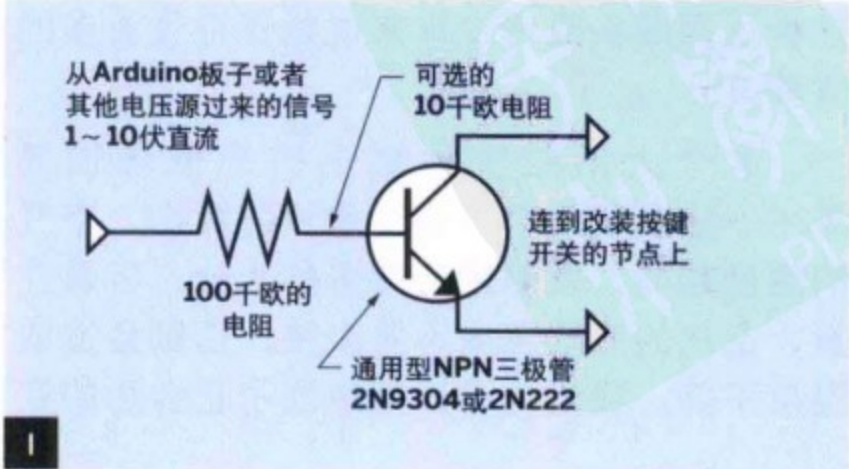 从Arduino板子或者
其他电压源过来的信号
1～10伏直流
可选的
10千欧电阻
连到改装按键
开关的节点上
100千欧的
电阻
通用型NPN三极管
2N9304或2N222
I